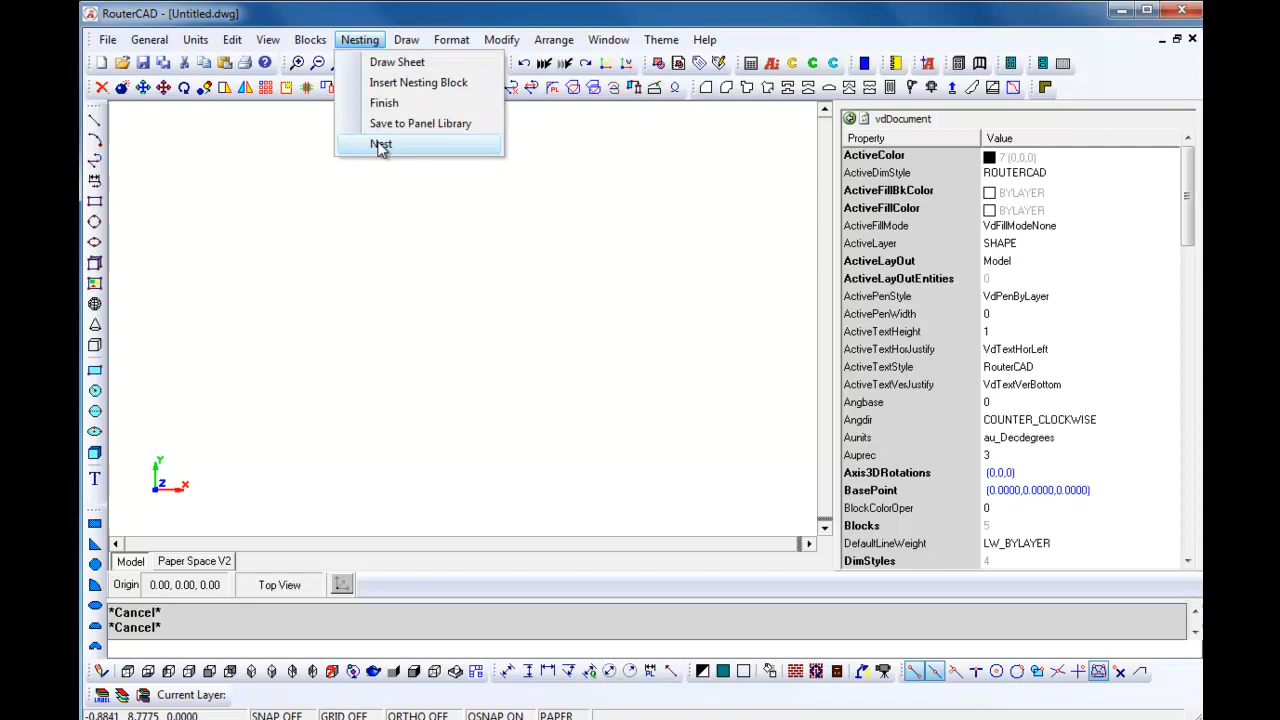 RouterCAD - [Untitled.dwg]
File General Units Edit View Blocks Nesting Draw Format Modify Arrange Window Theme Help
Draw Sheet
Insert Nesting Block
Finish
Save to Panel Library
Nest
vdDocument
Property Value
ActiveColor 7 (0,0,0)
ActiveDimStyle ROUTERCAD
ActiveFillBkColor BYLAYER
ActiveFillColor BYLAYER
ActiveFillMode VdFillModeNone
ActiveLayer SHAPE
ActiveLayOut Model
ActiveLayOutEntities 0
ActivePenStyle VdPenByLayer
ActivePenWidth 0
ActiveTextHeight 1
ActiveTextHorJustify VdTextHorLeft
ActiveTextStyle RouterCAD
ActiveTextVerJustify VdTextVerBottom
Angbase 0
Angdir COUNTER_CLOCKWISE
Aunits au_Decdegrees
Auprec 3
Axis3DRotations (0,0,0)
BasePoint (0.0000,0.0000,0.0000)
BlockColorOper 0
Blocks 5
DefaultLineWeight LW_BYLAYER
DimStyles 4
Y
Z X
Model Paper Space V2
Origin 0.00, 0.00, 0.00 Top View
*Cancel*
*Cancel*
Current Layer:
-0.8841, 8.7775, 0.0000 SNAP OFF GRID OFF ORTHO OFF OSNAP ON PAPER